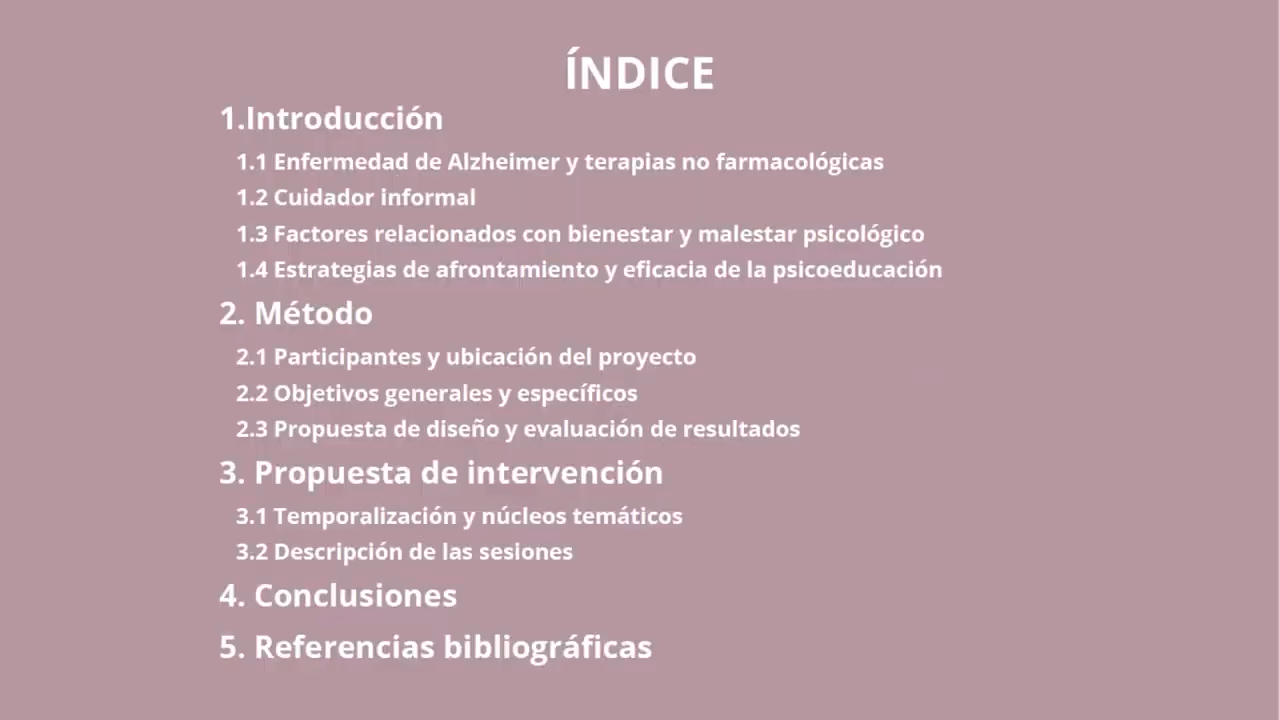 ÍNDICE
1.Introducción
1.1 Enfermedad de Alzheimer y terapias no farmacológicas
1.2 Cuidador informal
1.3 Factores relacionados con bienestar y malestar psicológico
1.4 Estrategias de afrontamiento y eficacia de la psicoeducación
2. Método
2.1 Participantes y ubicación del proyecto
2.2 Objetivos generales y específicos
2.3 Propuesta de diseño y evaluación de resultados
3. Propuesta de intervención
3.1 Temporalización y núcleos temáticos
3.2 Descripción de las sesiones
4. Conclusiones
5. Referencias bibliográficas